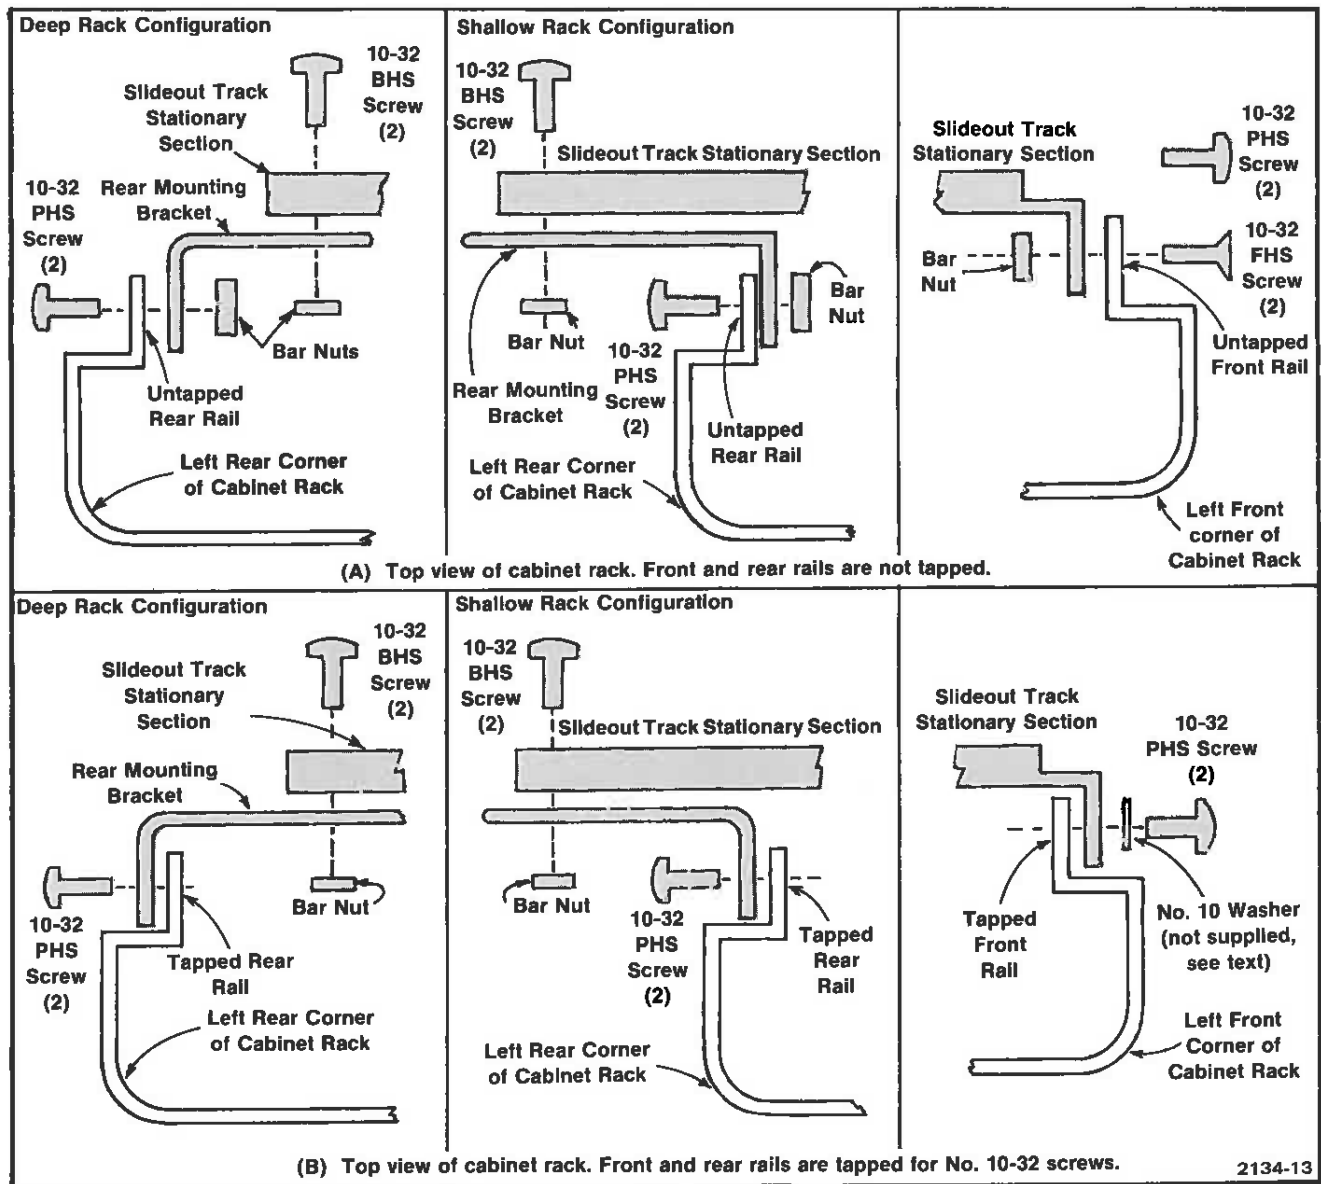 Deep Rack Configuration
10-32
BHS
Screw
(2)
Slideout Track
Stationary
Section
10-32
PHS
Screw
(2)
Rear Mounting
Bracket
Bar Nuts
Untapped
Rear Rail
Left Rear Corner
of Cabinet Rack
Shallow Rack Configuration
10-32
BHS
Screw
(2)
Slideout Track Stationary Section
Bar
Nut
Bar Nut
10-32
PHS
Screw
(2)
Rear Mounting
Bracket
Untapped
Rear Rail
Left Rear Corner
of Cabinet Rack
Slideout Track
Stationary Section
10-32
PHS
Screw
(2)
10-32
FHS
Screw
(2)
Bar
Nut
Untapped
Front Rail
Left Front
corner of
Cabinet Rack
(A) Top view of cabinet rack. Front and rear rails are not tapped.
Deep Rack Configuration
10-32
BHS
Screw
(2)
Slideout Track
Stationary
Section
Rear Mounting
Bracket
10-32
PHS
Screw
(2)
Bar Nut
Tapped Rear
Rail
Left Rear Corner
of Cabinet Rack
Shallow Rack Configuration
10-32
BHS
Screw
(2)
Slideout Track Stationary Section
Bar Nut
10-32
PHS
Screw
(2)
Tapped
Rear
Rail
Left Rear Corner
of Cabinet Rack
Slideout Track
Stationary Section
10-32
PHS Screw
(2)
Tapped
Front
Rail
No. 10 Washer
(not supplied,
see text)
Left Front
Corner of
Cabinet Rack
(B) Top view of cabinet rack. Front and rear rails are tapped for No. 10-32 screws.
2134-13